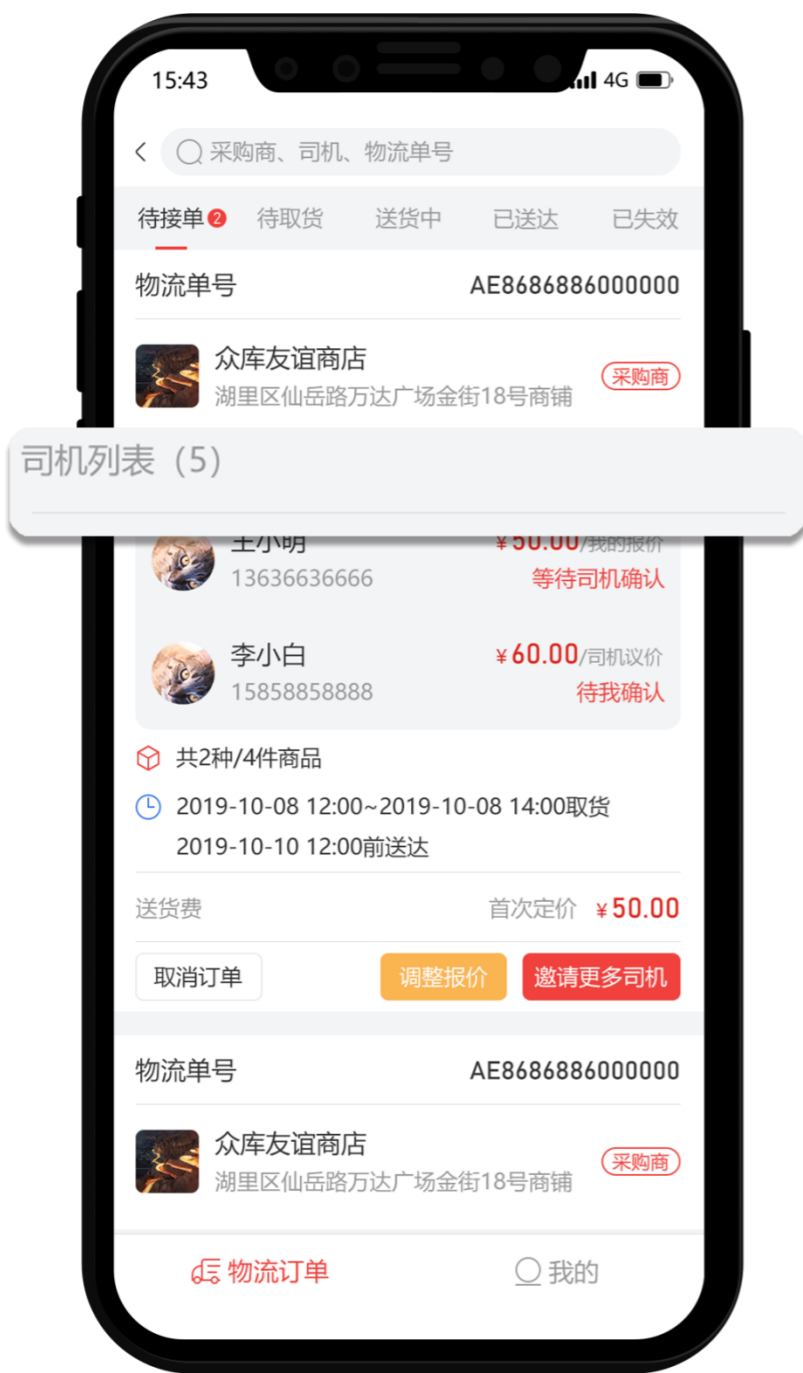 15:43 4G
采购商、司机、物流单号
待接单 2 待取货 送货中 已送达 已失效
物流单号 AE8686886000000
众库友谊商店
湖里区仙岳路万达广场金街18号商铺
采购商
司机列表（5）
王小明 ¥50.00/我的报价
13636636666 等待司机确认
李小白 ¥60.00/司机议价
15858858888 待我确认
共2种/4件商品
2019-10-08 12:00~2019-10-08 14:00取货
2019-10-10 12:00前送达
送货费 首次定价 ¥50.00
取消订单 调整报价 邀请更多司机
物流单号 AE8686886000000
众库友谊商店
湖里区仙岳路万达广场金街18号商铺
采购商
物流订单 我的